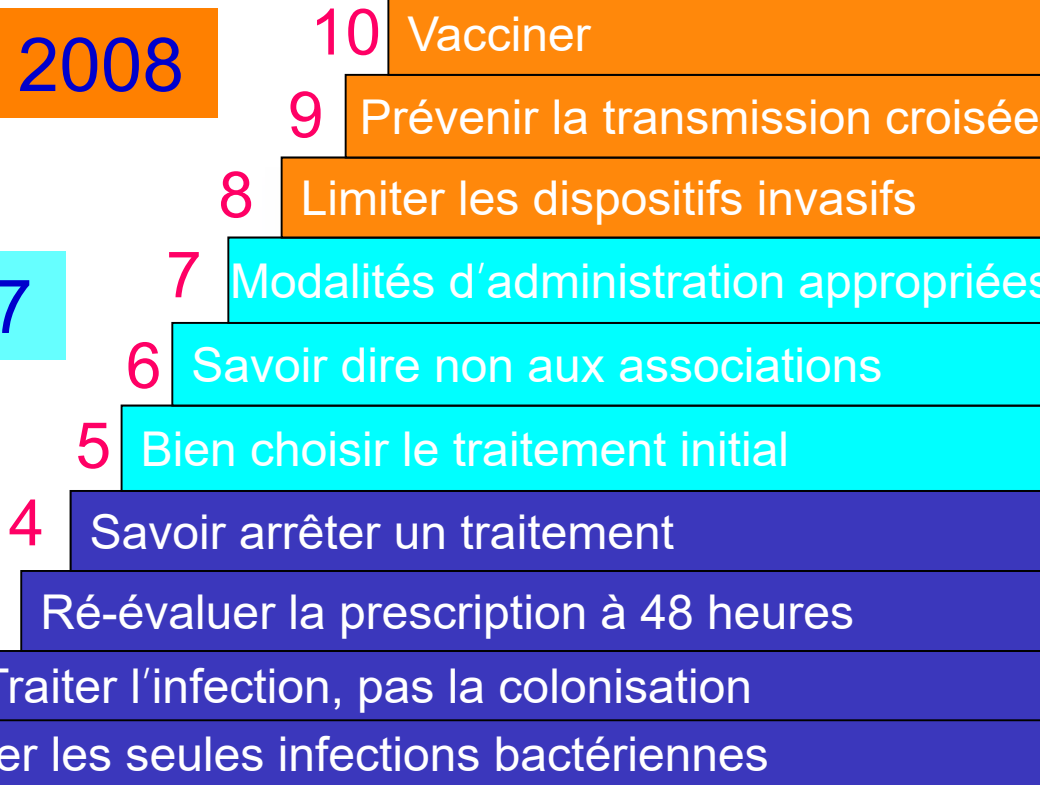 2008
10 Vacciner
9 Prévenir la transmission croisée
8 Limiter les dispositifs invasifs
7 Modalités d’administration appropriées
7
6 Savoir dire non aux associations
5 Bien choisir le traitement initial
4 Savoir arrêter un traitement
Ré-évaluer la prescription à 48 heures
Traiter l’infection, pas la colonisation
er les seules infections bactériennes